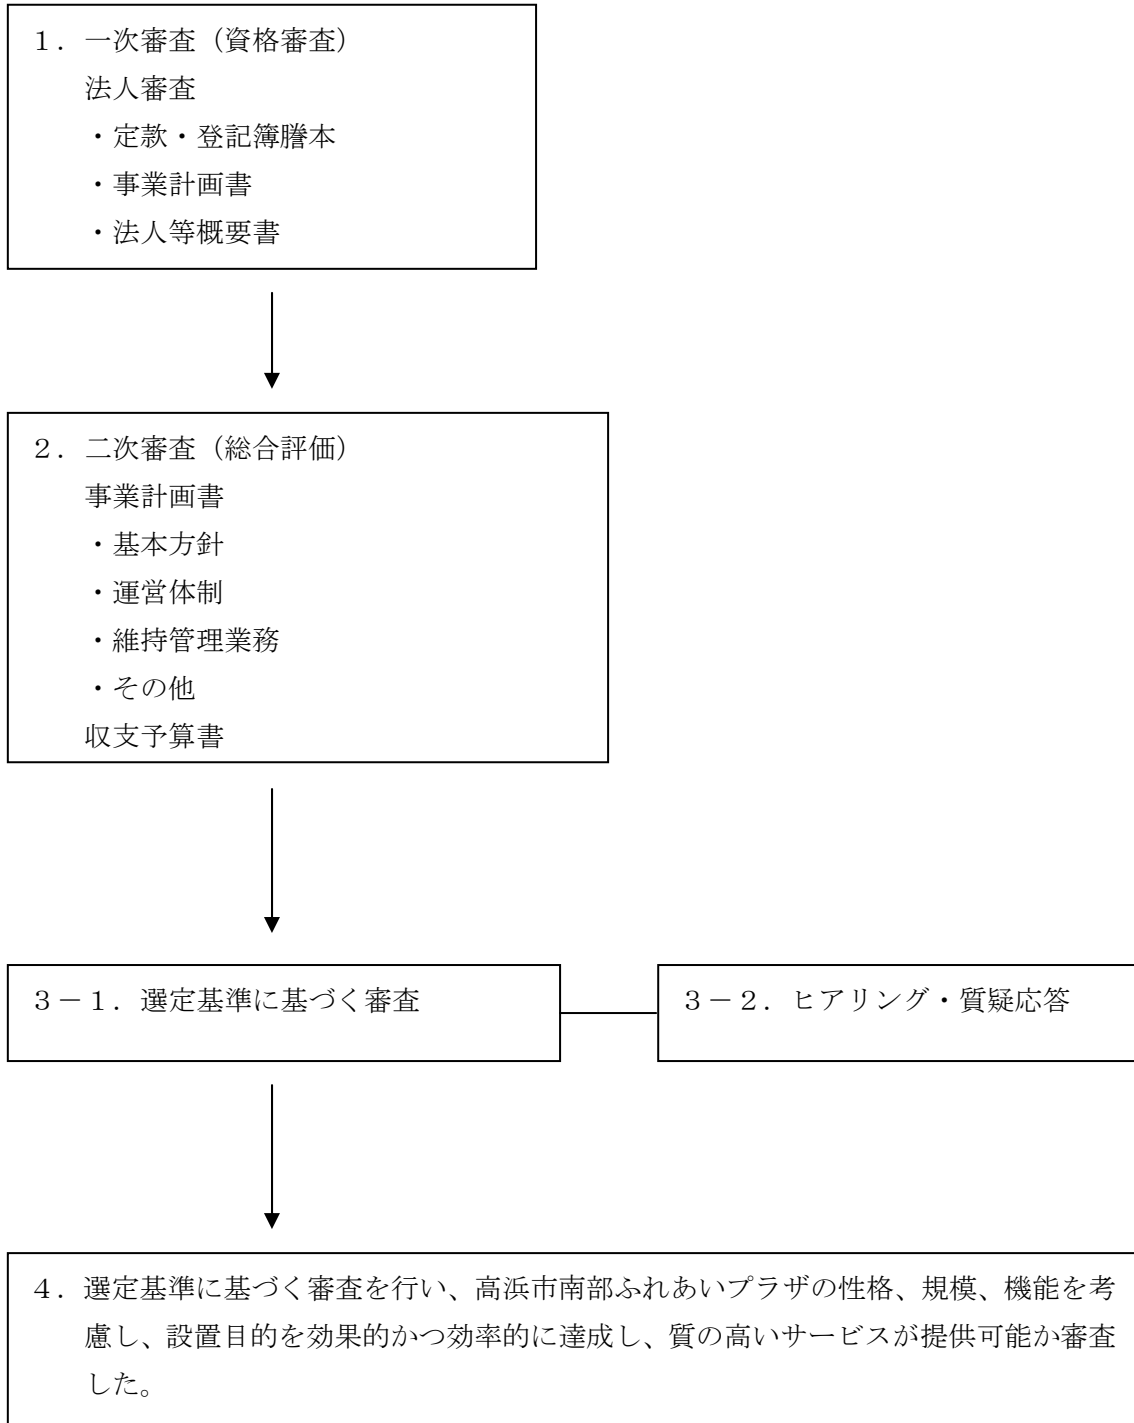 １．一次審査（資格審査）
法人審査
・定款・登記簿謄本
・事業計画書
・法人等概要書
２．二次審査（総合評価）
事業計画書
・基本方針
・運営体制
・維持管理業務
・その他
収支予算書
３－１．選定基準に基づく審査
３－２．ヒアリング・質疑応答
４．選定基準に基づく審査を行い、高浜市南部ふれあいプラザの性格、規模、機能を考
慮し、設置目的を効果的かつ効率的に達成し、質の高いサービスが提供可能か審査
した。